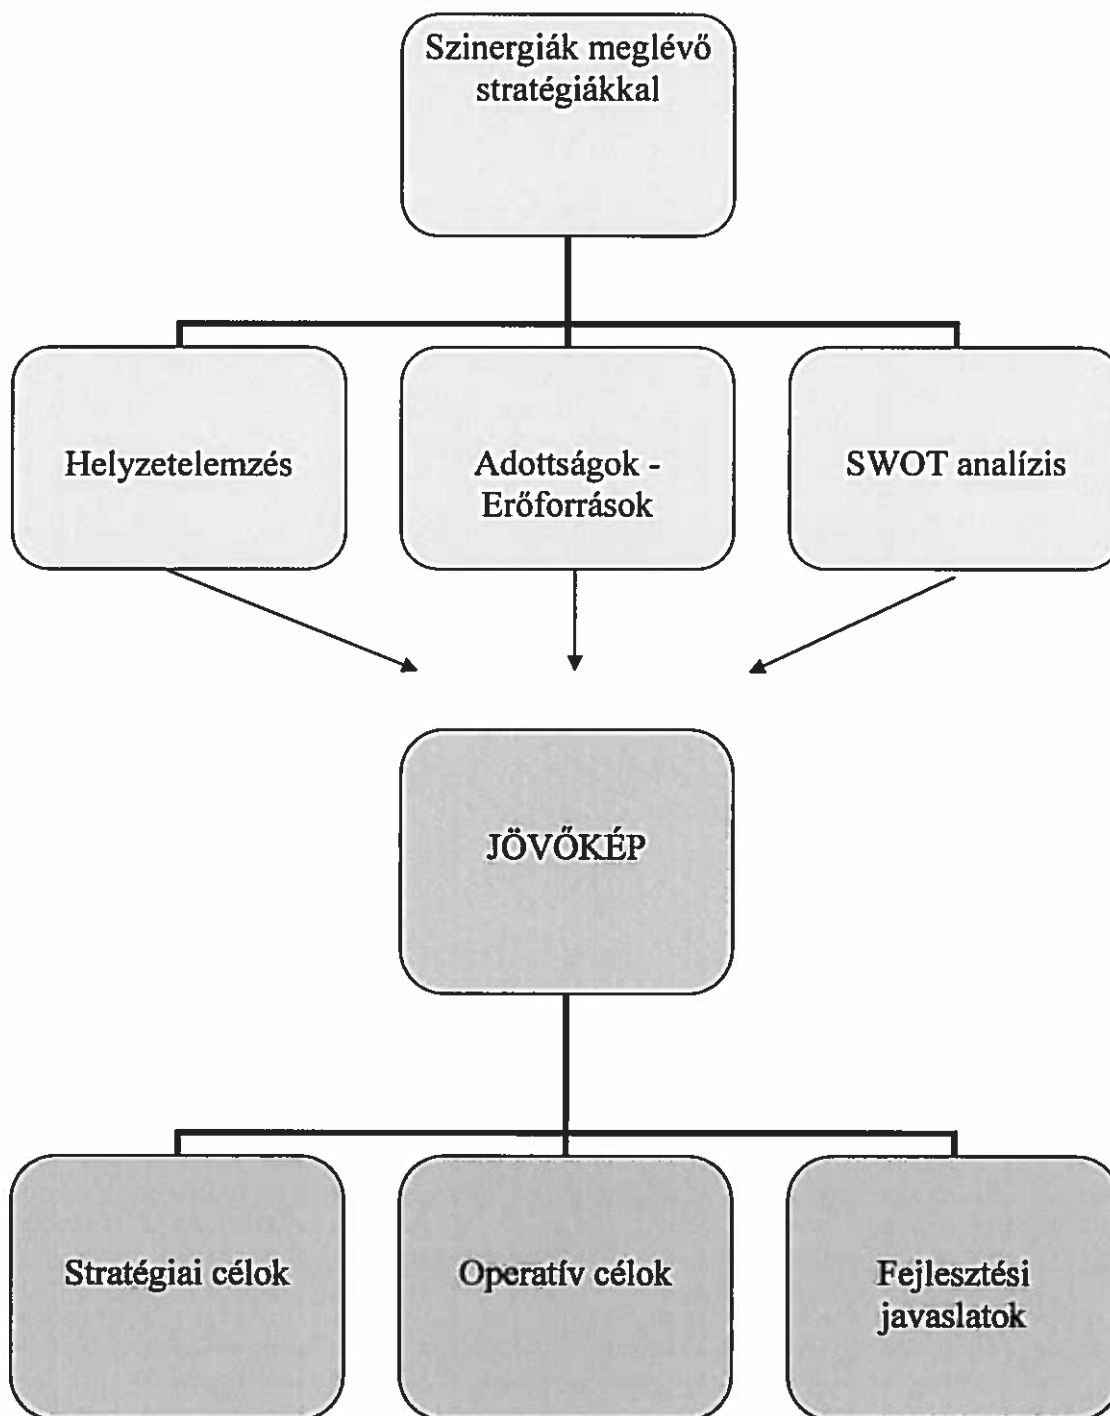 Szinergiák meglévő
stratégiákkal
Helyzetelemzés
Adottságok -
Erőforrások
SWOT analízis
JÖVŐKÉP
Stratégiai célok
Operatív célok
Fejlesztési
javaslatok